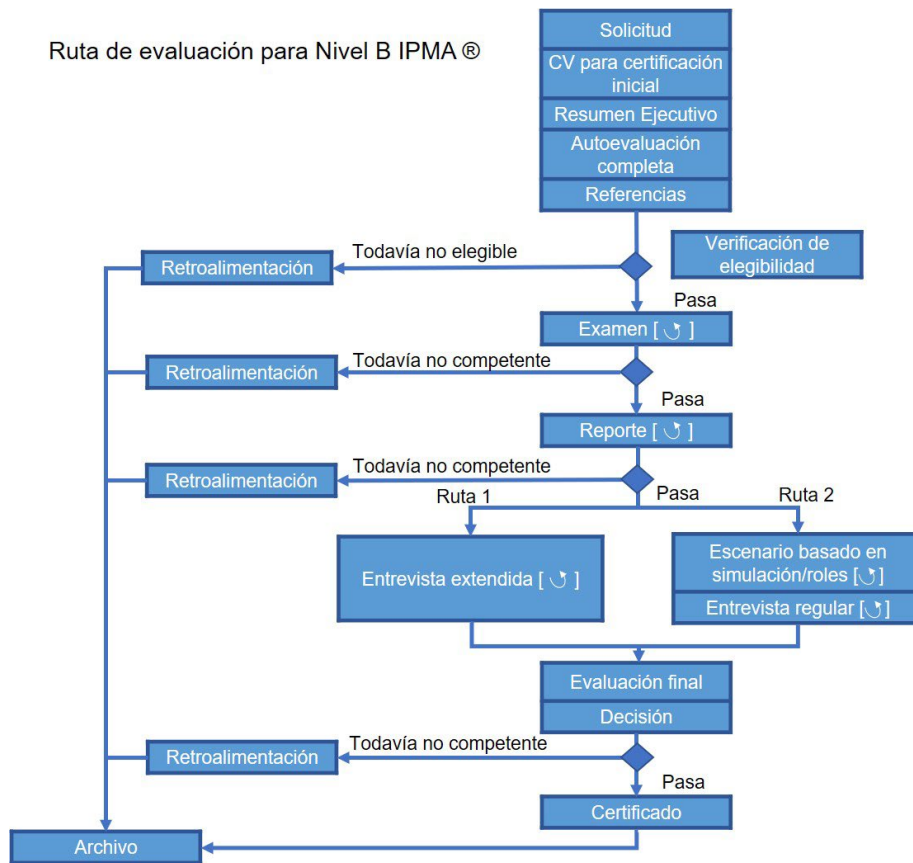 Ruta de evaluación para Nivel B IPMA ®
Solicitud
CV para certificación
inicial
Resumen Ejecutivo
Autoevaluación
completa
Referencias
Todavía no elegible
Retroalimentación
Verificación de
elegibilidad
Pasa
Examen [ ]
Todavía no competente
Retroalimentación
Pasa
Reporte [ ]
Todavía no competente
Retroalimentación
Pasa
Ruta 1
Ruta 2
Entrevista extendida [ ]
Escenario basado en
simulación/roles [ ]
Entrevista regular [ ]
Evaluación final
Decisión
Todavía no competente
Retroalimentación
Pasa
Certificado
Archivo